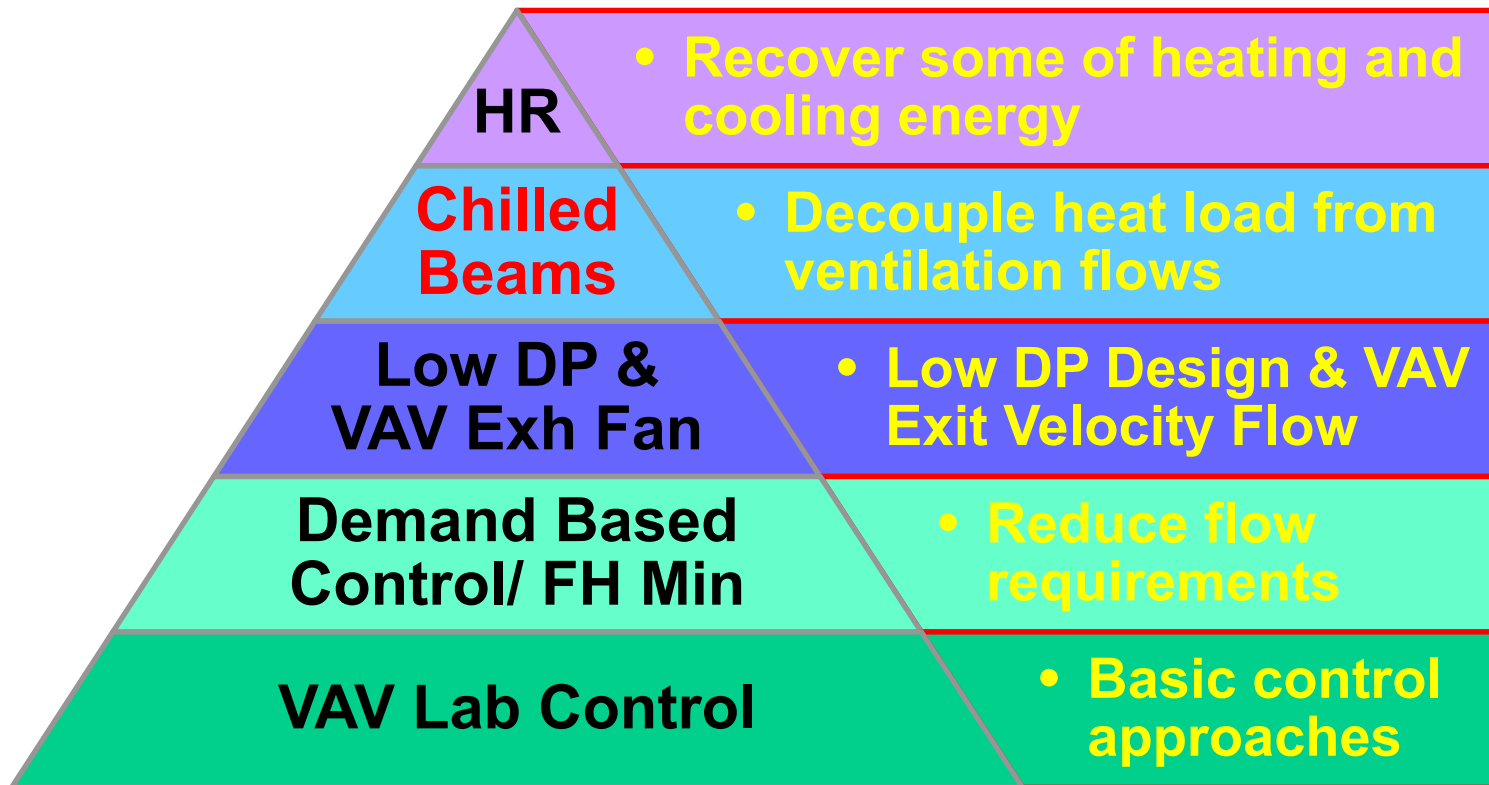 HR
• Recover some of heating and
cooling energy
Chilled
Beams
• Decouple heat load from
ventilation flows
Low DP &
VAV Exh Fan
• Low DP Design & VAV
Exit Velocity Flow
Demand Based
Control/ FH Min
• Reduce flow
requirements
VAV Lab Control
• Basic control
approaches